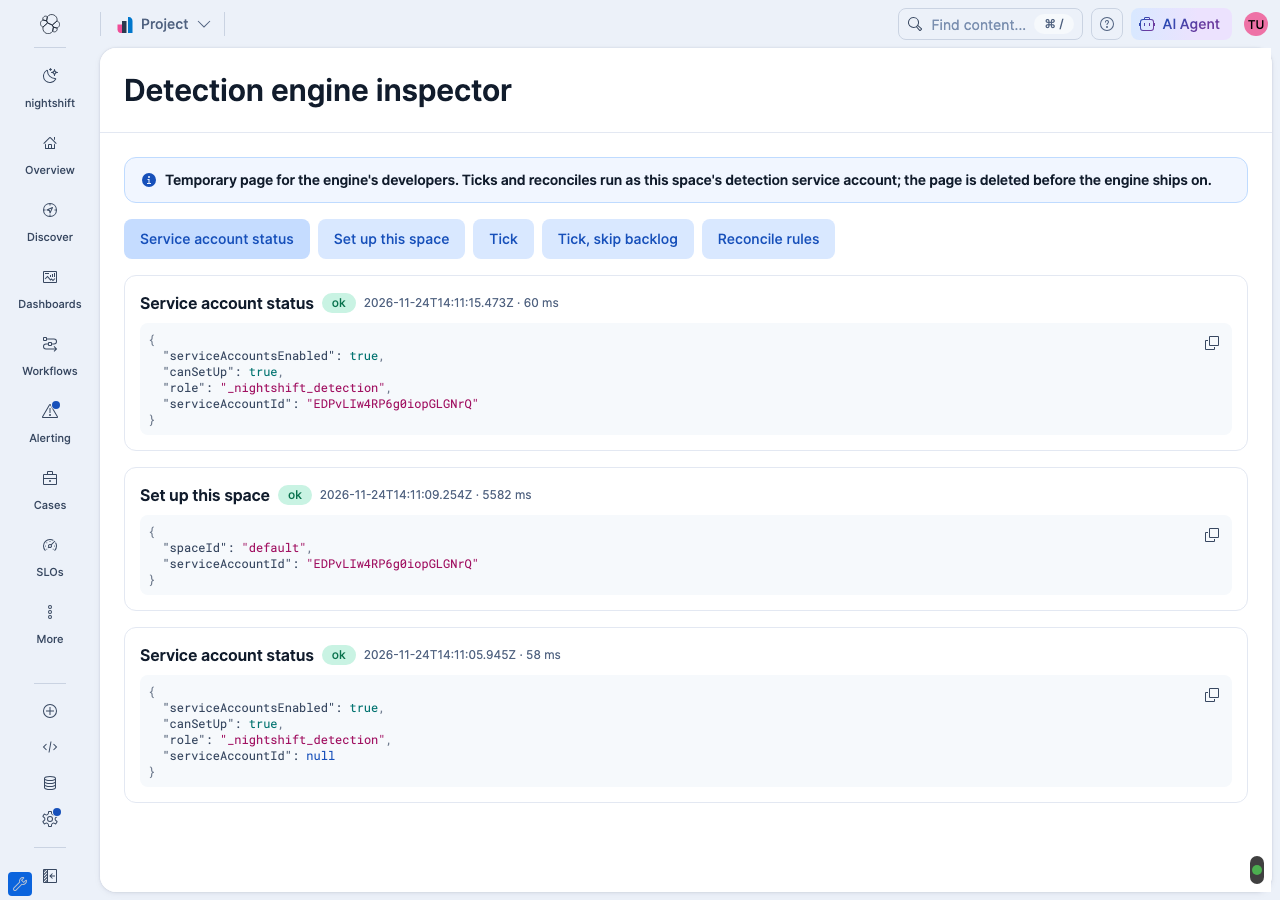 Project
Find content...
⌘ /
AI Agent
TU
nightshift
Overview
Discover
Dashboards
Workflows
Alerting
Cases
SLOs
More
Detection engine inspector
Temporary page for the engine's developers. Ticks and reconciles run as this space's detection service account; the page is deleted before the engine ships on.
Service account status
Set up this space
Tick
Tick, skip backlog
Reconcile rules
Service account status ok 2026-11-24T14:11:15.473Z · 60 ms
{
"serviceAccountsEnabled": true,
"canSetUp": true,
"role": "_nightshift_detection",
"serviceAccountId": "EDPvLIw4RP6g0iopGLGNrQ"
}
Set up this space ok 2026-11-24T14:11:09.254Z · 5582 ms
{
"spaceId": "default",
"serviceAccountId": "EDPvLIw4RP6g0iopGLGNrQ"
}
Service account status ok 2026-11-24T14:11:05.945Z · 58 ms
{
"serviceAccountsEnabled": true,
"canSetUp": true,
"role": "_nightshift_detection",
"serviceAccountId": null
}